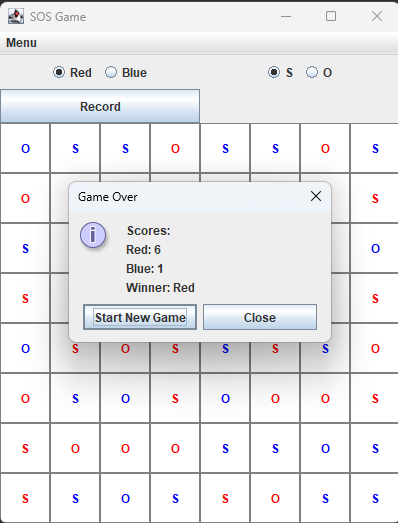 SOS Game
Menu
Red Blue S O
Record
O S S O S S O S
O S
Game Over
S O
Scores:
Red: 6
Blue: 1
Winner: Red
S S
Start New Game Close
O S O S S S S O
O S O S O O O S
S O O O S S O S
S S O S S O S S